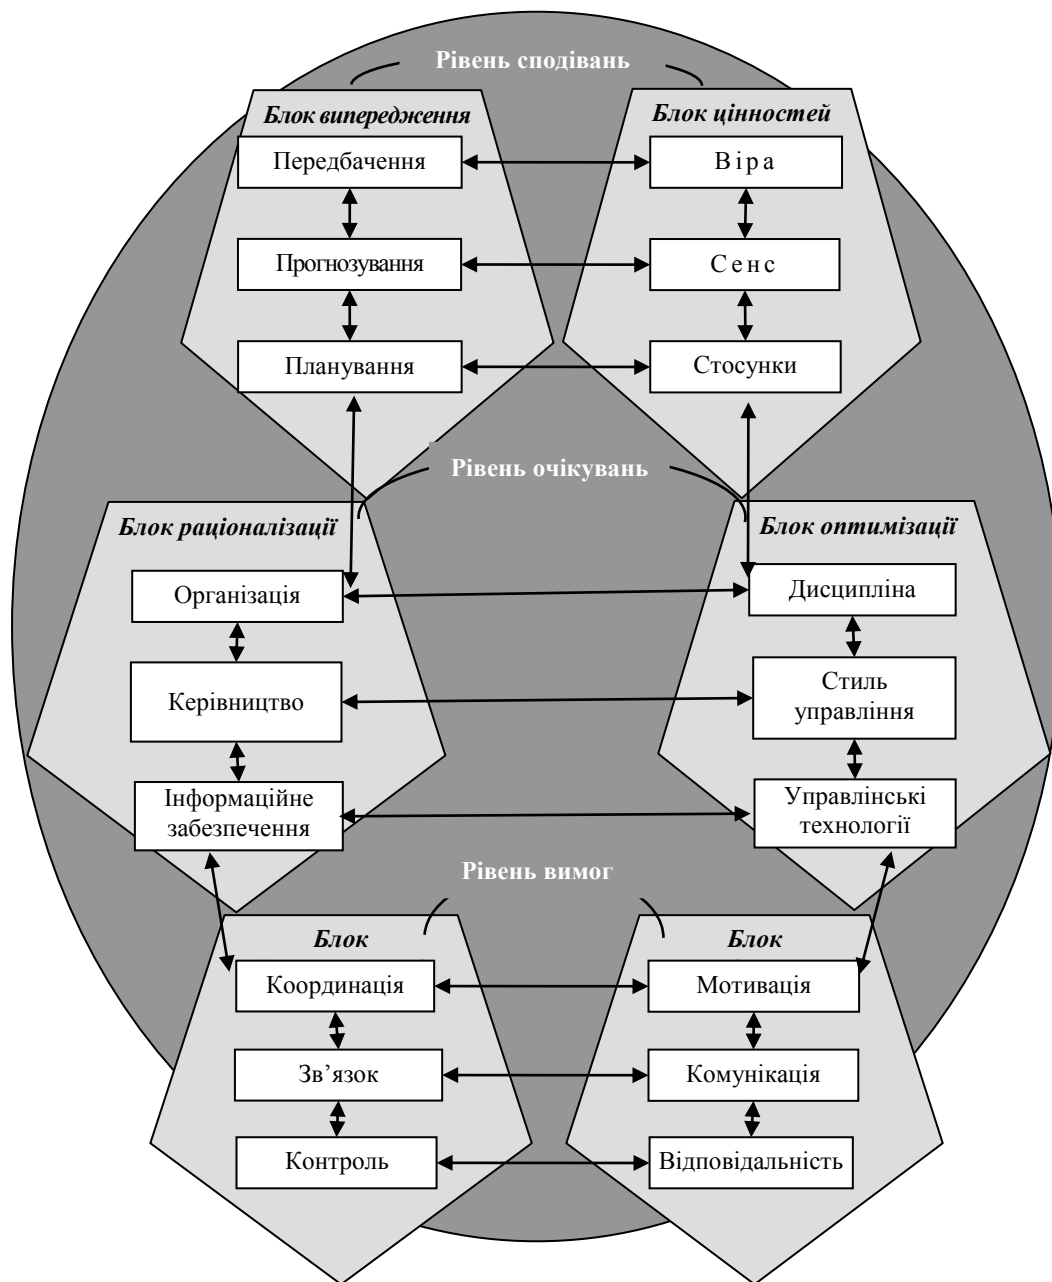 Рівень сподівань
Блок випередження
Блок цінностей
Передбачення
Віра
Прогнозування
Сенс
Планування
Стосунки
Рівень очікувань
Блок раціоналізації
Блок оптимізації
Організація
Дисципліна
Керівництво
Стиль
управління
Інформаційне
забезпечення
Управлінські
технології
Рівень вимог
Блок
Блок
Координація
Мотивація
Зв’язок
Комунікація
Контроль
Відповідальність